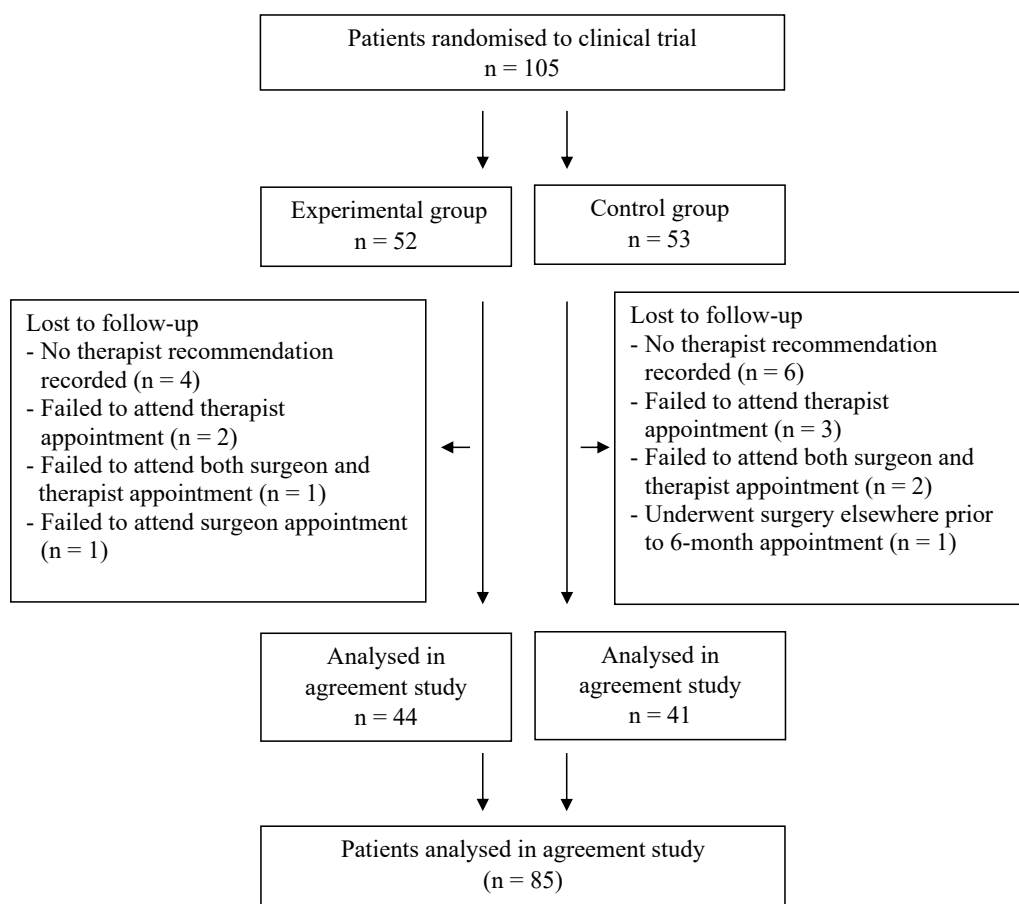 Patients randomised to clinical trial
n = 105
Experimental group
n = 52
Control group
n = 53
Lost to follow-up
- No therapist recommendation
recorded (n = 4)
- Failed to attend therapist
appointment (n = 2)
- Failed to attend both surgeon and
therapist appointment (n = 1)
- Failed to attend surgeon appointment
(n = 1)
Lost to follow-up
- No therapist recommendation
recorded (n = 6)
- Failed to attend therapist
appointment (n = 3)
- Failed to attend both surgeon and
therapist appointment (n = 2)
- Underwent surgery elsewhere prior
to 6-month appointment (n = 1)
Analysed in
agreement study
n = 44
Analysed in
agreement study
n = 41
Patients analysed in agreement study
(n = 85)